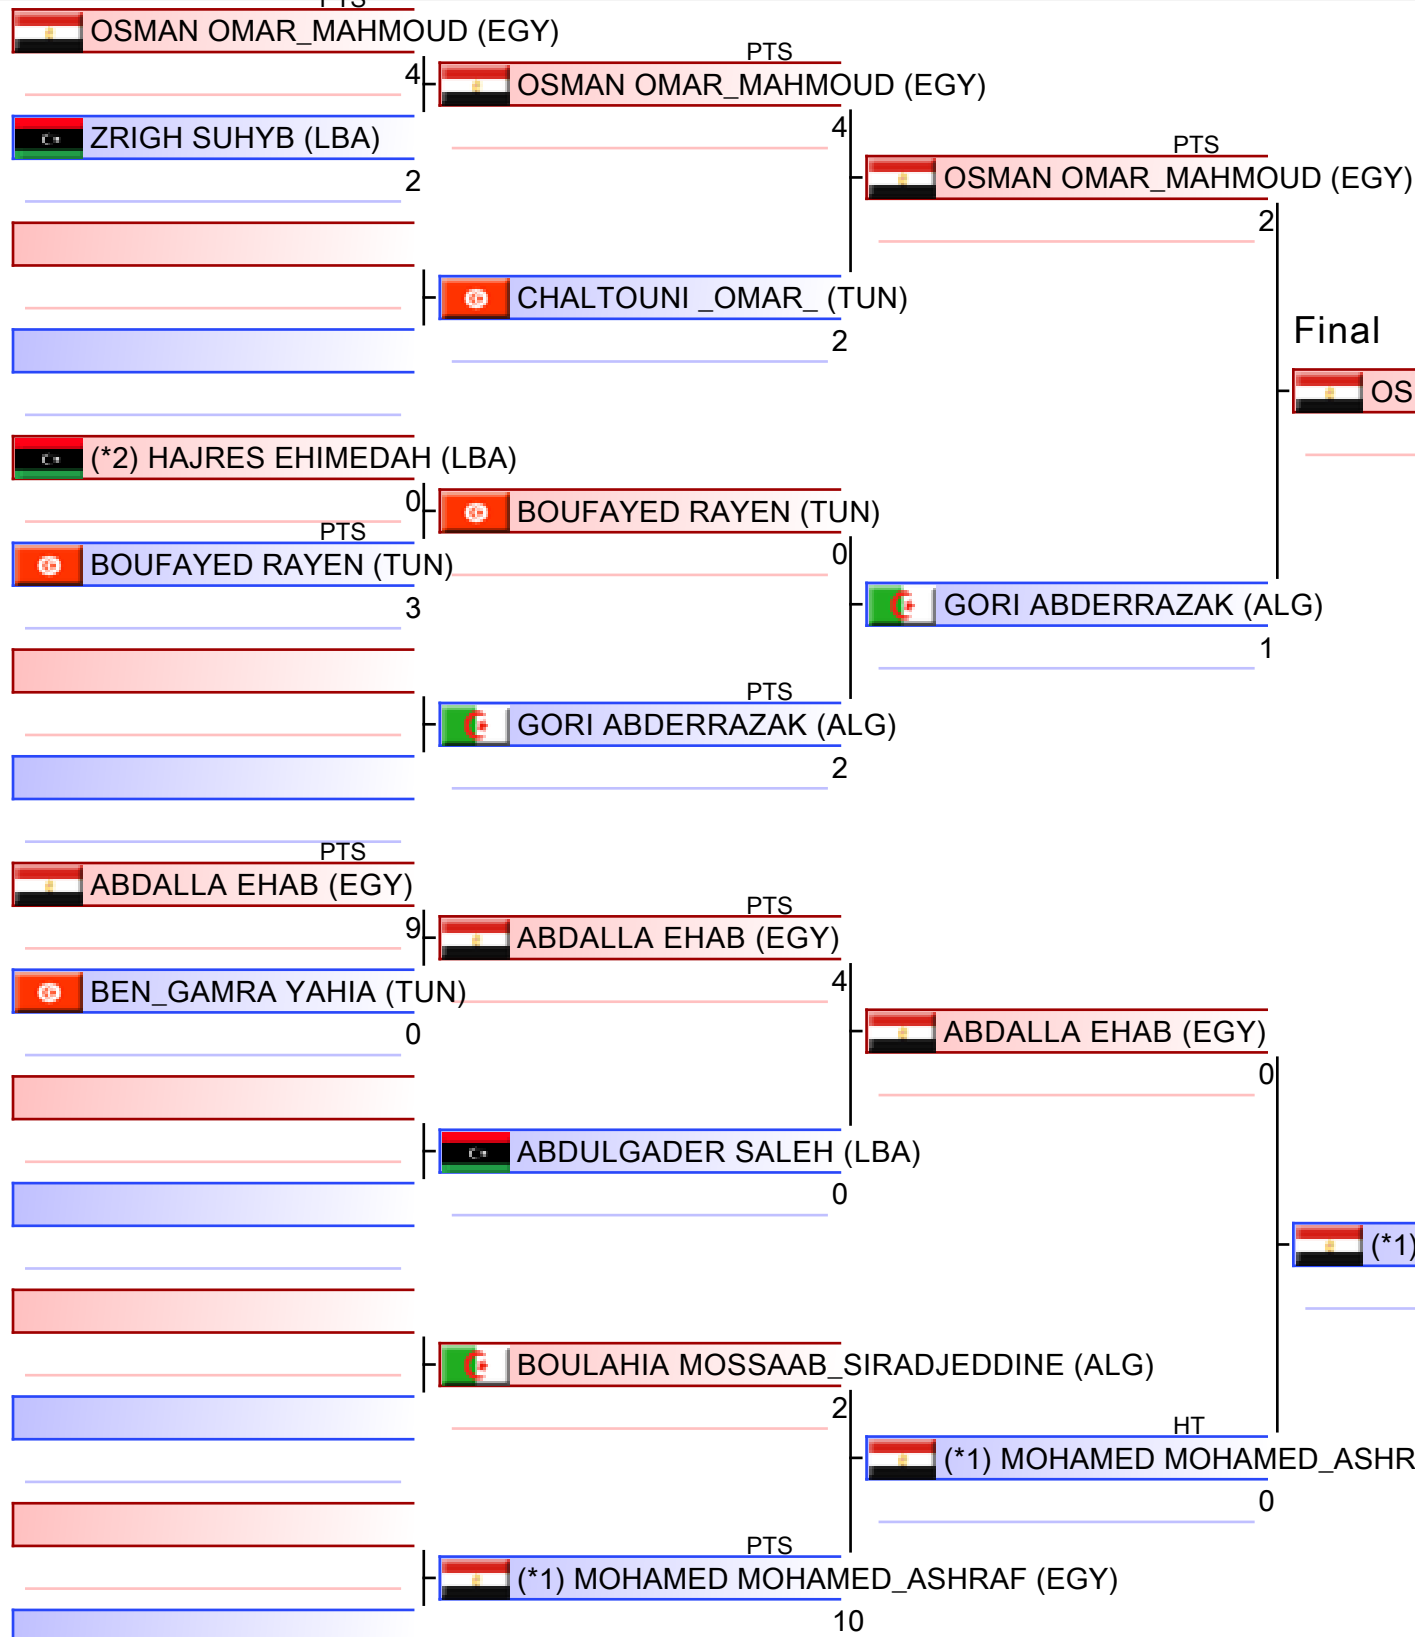 PTS
OSMAN OMAR_MAHMOUD (EGY)
4
ZRIGH SUHYB (LBA)
2
(*2) HAJRES EHIMEDAH (LBA)
0
PTS
BOUFAYED RAYEN (TUN)
3
PTS
ABDALLA EHAB (EGY)
9
BEN_GAMRA YAHIA (TUN)
0
PTS
OSMAN OMAR_MAHMOUD (EGY)
4
CHALTOUNI _OMAR_ (TUN)
2
BOUFAYED RAYEN (TUN)
0
PTS
GORI ABDERRAZAK (ALG)
2
PTS
ABDALLA EHAB (EGY)
4
ABDULGADER SALEH (LBA)
0
BOULAHIA MOSSAAB_SIRADJEDDINE (ALG)
2
PTS
(*1) MOHAMED MOHAMED_ASHRAF (EGY)
10
PTS
OSMAN OMAR_MAHMOUD (EGY)
2
GORI ABDERRAZAK (ALG)
1
ABDALLA EHAB (EGY)
0
HT
(*1) MOHAMED MOHAMED_ASHR
0
Final
OS
(*1)